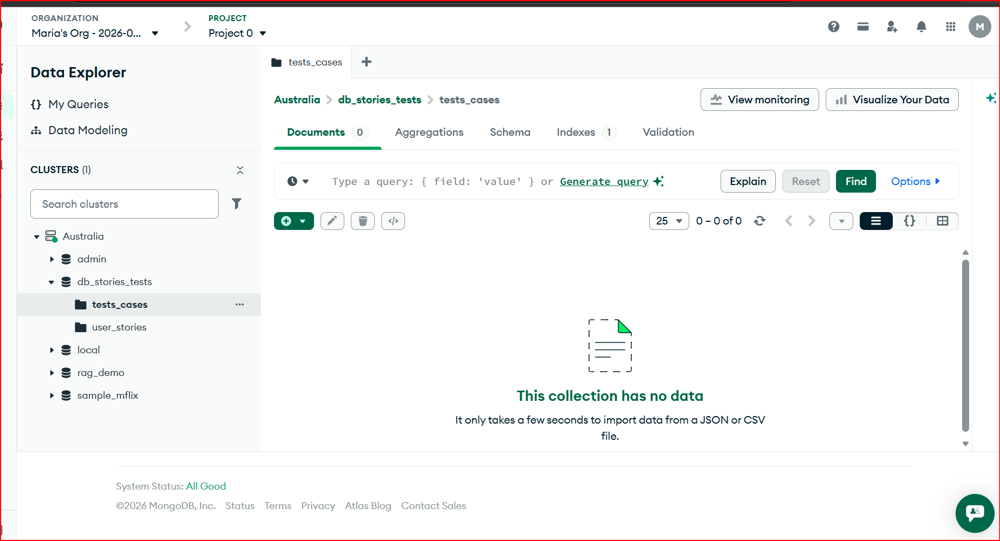 ORGANIZATION
Maria's Org - 2026-0...
PROJECT
Project 0
M
Data Explorer
My Queries
Data Modeling
CLUSTERS (1)
Search clusters
Australia
admin
db_stories_tests
tests_cases
user_stories
local
rag_demo
sample_mflix
tests_cases
Australia > db_stories_tests > tests_cases
View monitoring
Visualize Your Data
Documents 0
Aggregations
Schema
Indexes 1
Validation
Type a query: { field: 'value' } or Generate query
Explain
Reset
Find
Options
25
0 – 0 of 0
This collection has no data
It only takes a few seconds to import data from a JSON or CSV
file.
System Status: All Good
©2026 MongoDB, Inc. Status Terms Privacy Atlas Blog Contact Sales